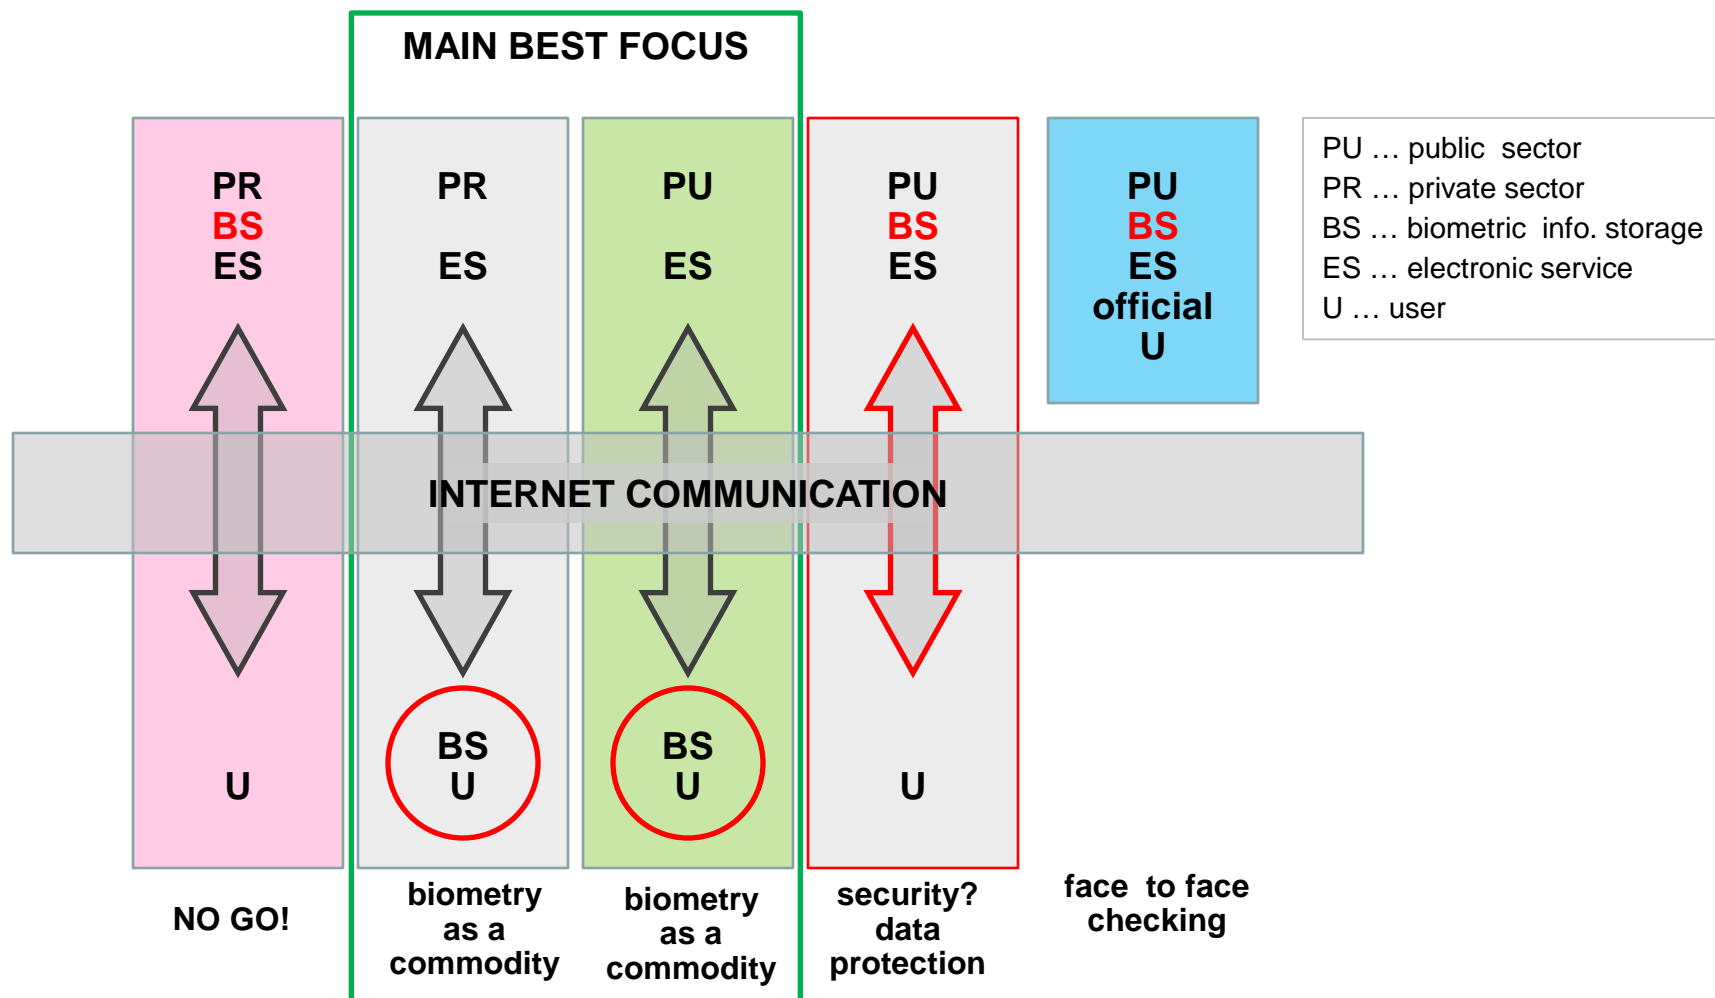 MAIN BEST FOCUS
PR
BS
ES
U
NO GO!
PR
ES
BS
U
biometry
as a
commodity
PU
ES
BS
U
biometry
as a
commodity
PU
BS
ES
U
security?
data
protection
PU
BS
ES
official
U
face to face
checking
INTERNET COMMUNICATION
PU … public sector
PR … private sector
BS … biometric info. storage
ES … electronic service
U … user